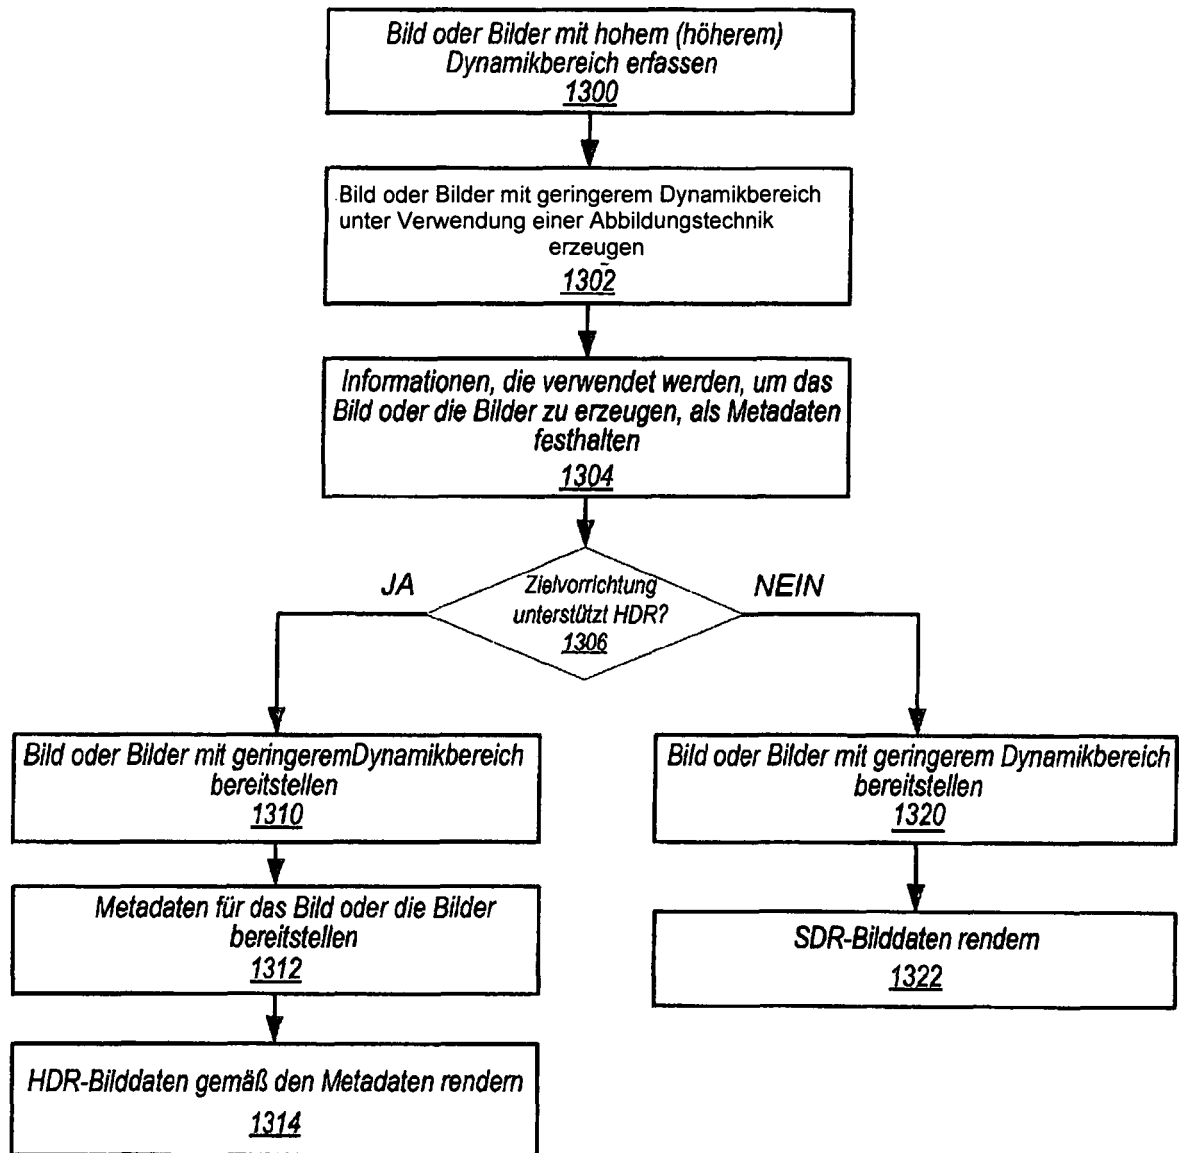 Bild oder Bilder mit hohem (höherem)
Dynamikbereich erfassen
1300
Bild oder Bilder mit geringerem Dynamikbereich
unter Verwendung einer Abbildungstechnik
erzeugen
1302
Informationen, die verwendet werden, um das
Bild oder die Bilder zu erzeugen, als Metadaten
festhalten
1304
Zielvorrichtung
unterstützt HDR?
1306
JA
NEIN
Bild oder Bilder mit geringeremDynamikbereich
bereitstellen
1310
Metadaten für das Bild oder die Bilder
bereitstellen
1312
HDR-Bilddaten gemäß den Metadaten rendern
1314
Bild oder Bilder mit geringerem Dynamikbereich
bereitstellen
1320
SDR-Bilddaten rendern
1322